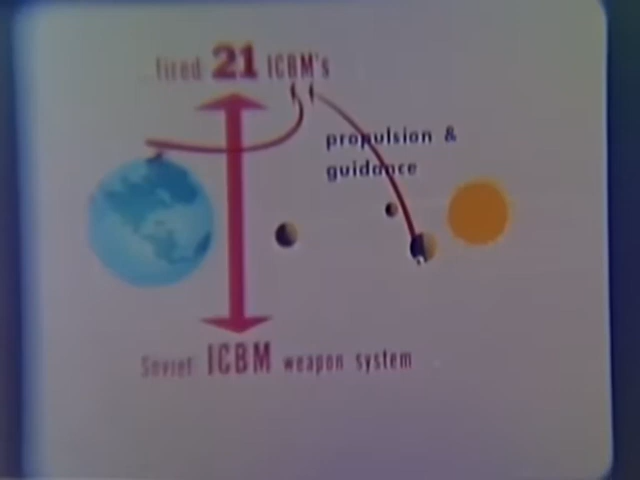 fired 21 ICBM's
propulsion &
guidance
Soviet ICBM weapon system